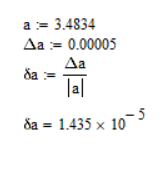 a := 3.4834
Δa := 0.00005
δa := Δa / |a|
δa = 1.435 × 10⁻⁵